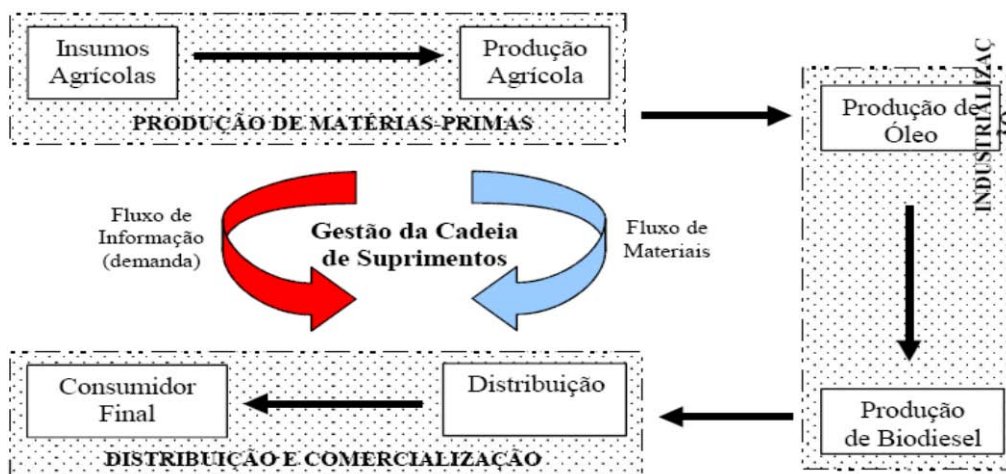 Insumos
Agrícolas
Produção
Agrícola
PRODUÇÃO DE MATÉRIAS-PRIMAS
Produção de
Óleo
INDUSTRIALIZAÇ
Fluxo de
Informação
(demanda)
Gestão da Cadeia
de Suprimentos
Fluxo de
Materiais
Consumidor
Final
Distribuição
Produção
de Biodiesel
DISTRIBUIÇÃO E COMERCIALIZAÇÃO